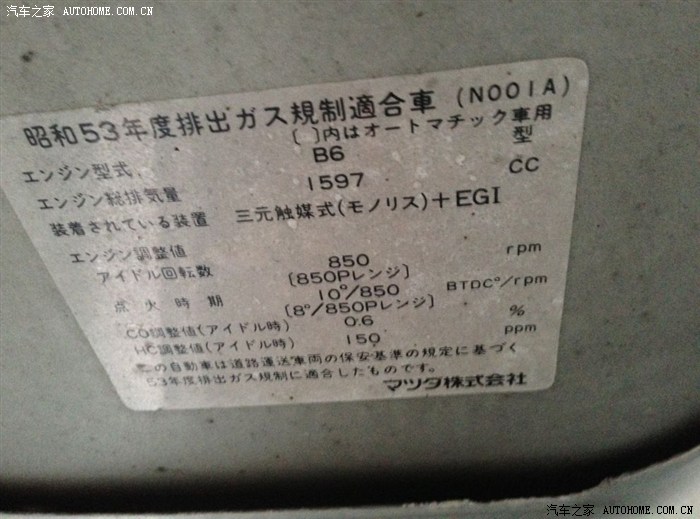 汽车之家 AUTOHOME.COM.CN
昭和53年度排出ガス規制適合車 (N001A)
〔 〕内はオートマチック車用
エンジン型式 B6 型
エンジン総排気量 1597 CC
装着されている装置 三元触媒式(モノリス)+EGI
エンジン調整値
アイドル回転数 850 rpm
〔850Pレンジ〕
点火時期 10°/850 BTDC°/rpm
〔8°/850Pレンジ〕
CO調整値(アイドル時) 0.6 %
HC調整値(アイドル時) 150 ppm
この自動車は道路運送車両の保安基準の規定に基づく
53年度排出ガス規制に適合したものです。
マツダ株式会社
汽车之家 AUTOHOME.COM.CN